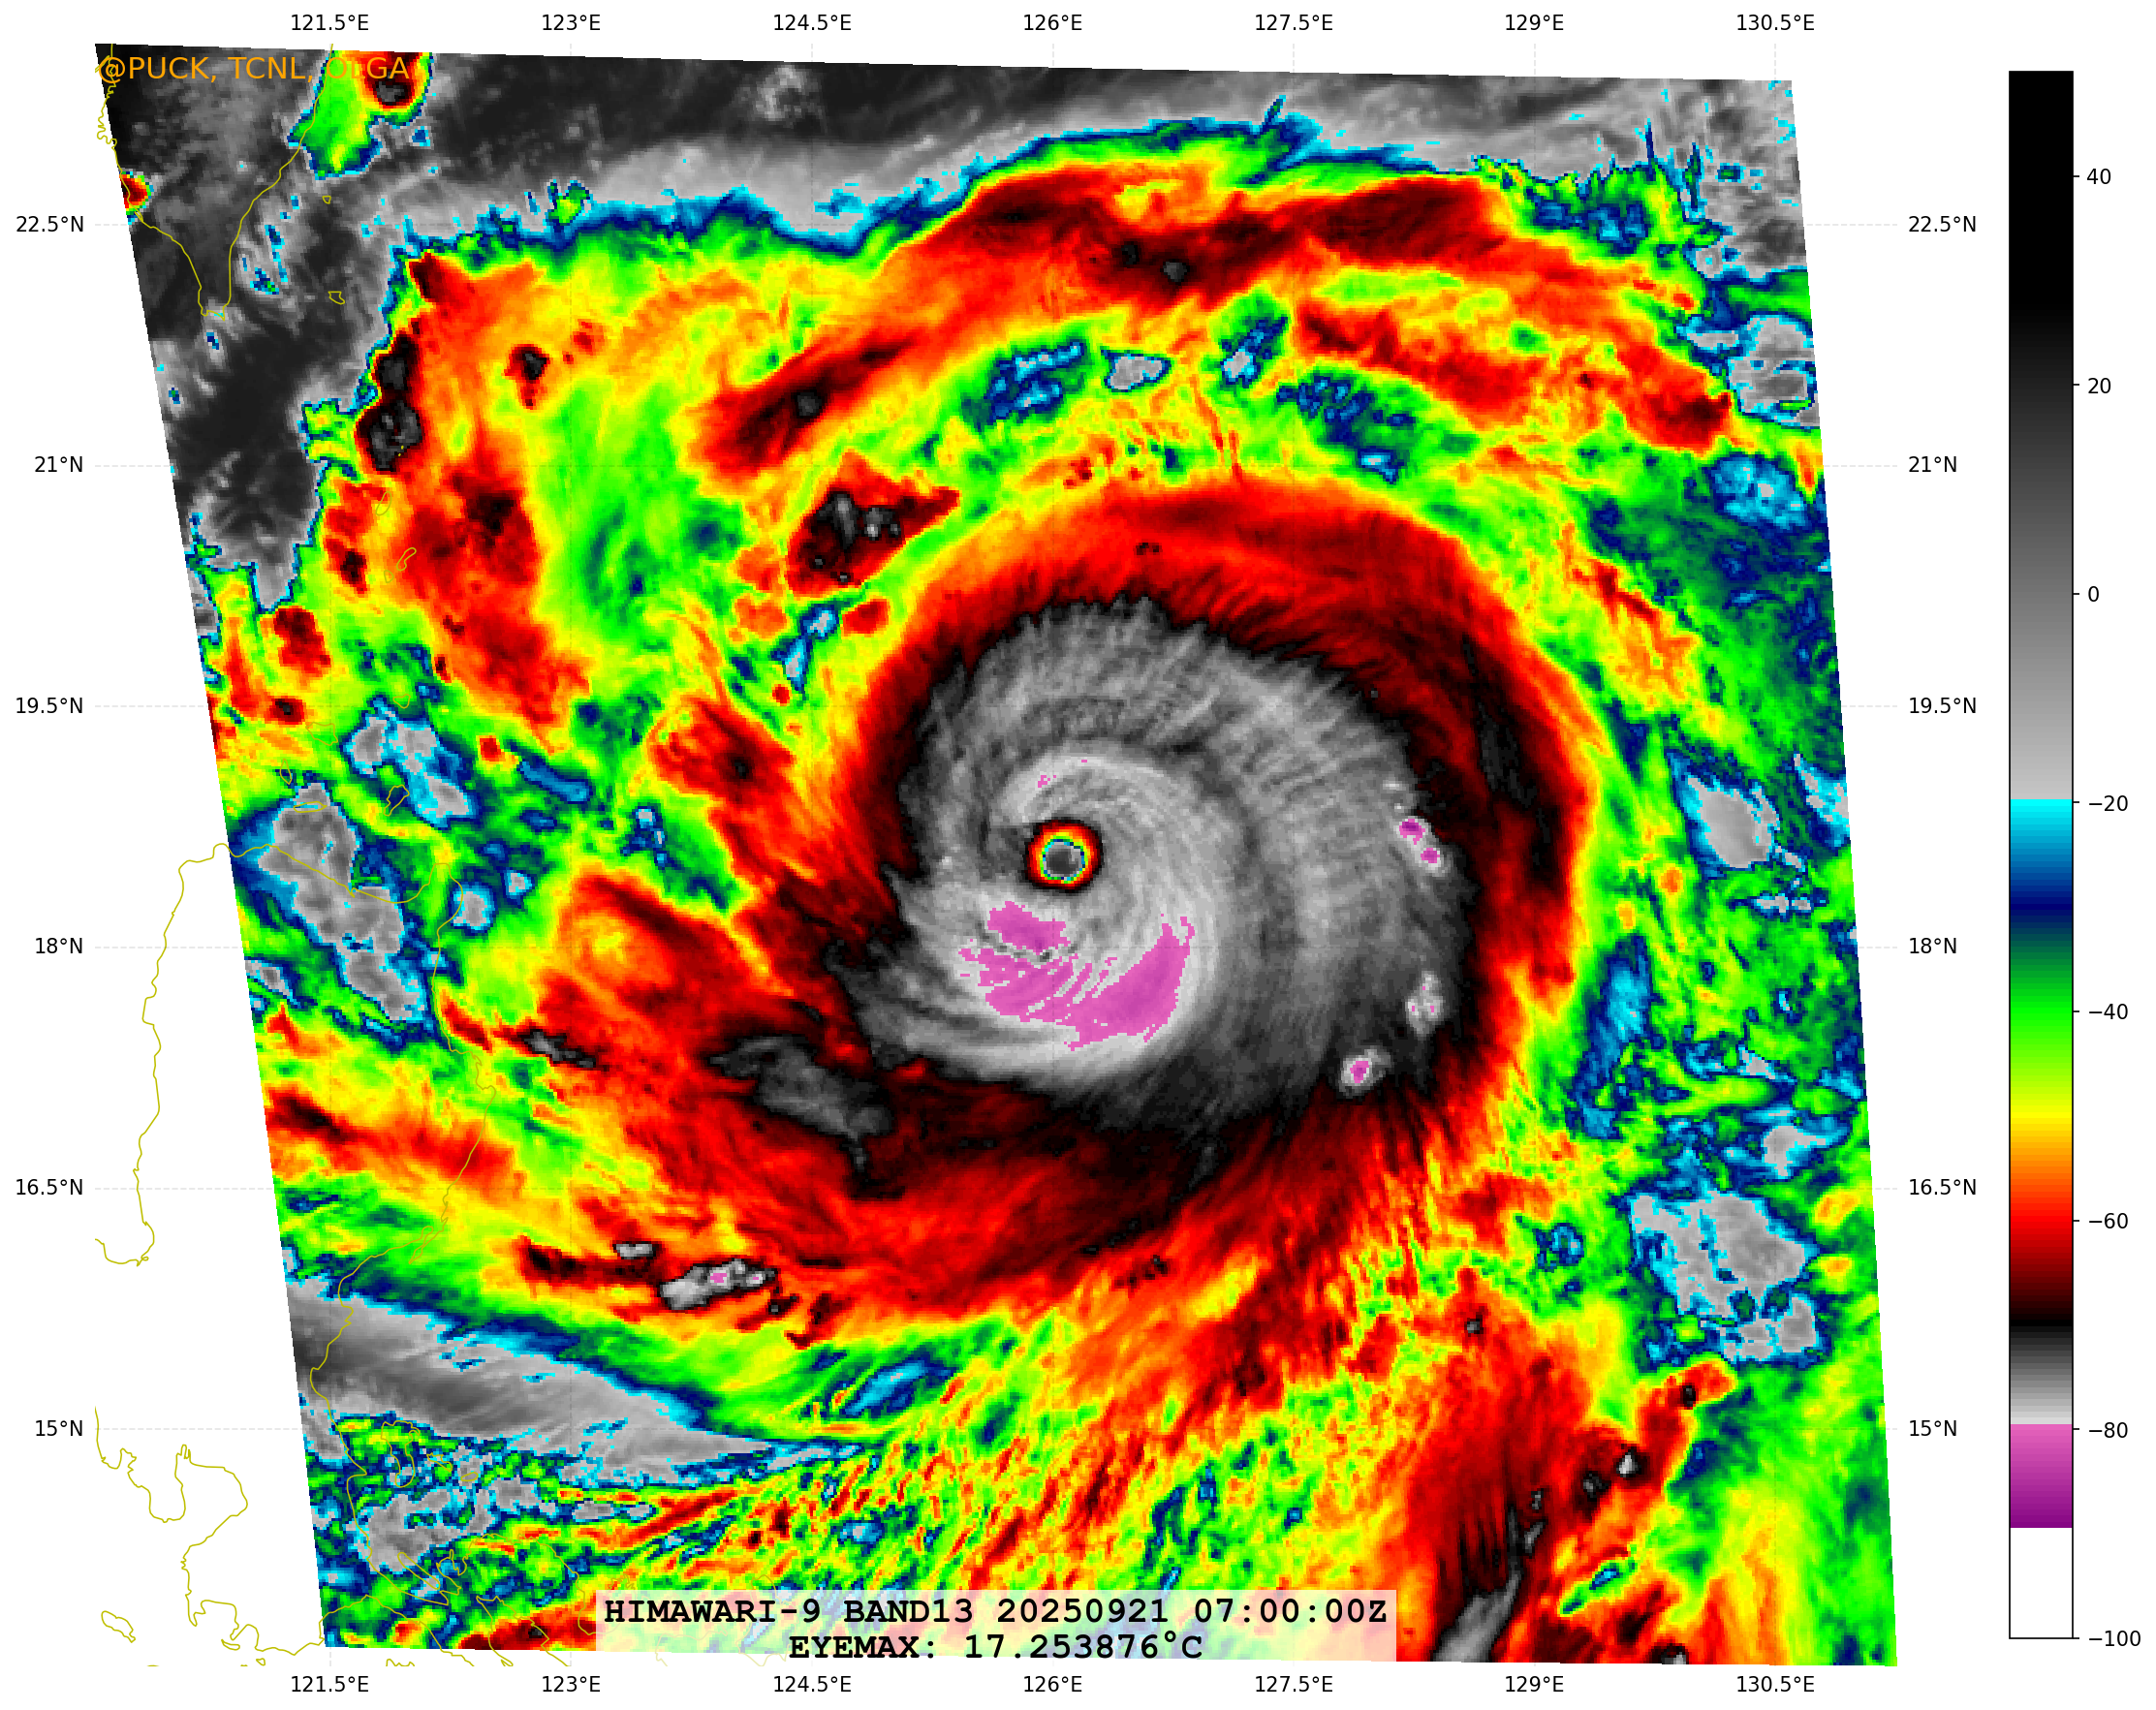 121.5°E 123°E 124.5°E 126°E 127.5°E 129°E 130.5°E
@PUCK, TCNL, OLGA
22.5°N 22.5°N
21°N 21°N
19.5°N 19.5°N
18°N 18°N
16.5°N 16.5°N
15°N 15°N
40
20
0
−20
−40
−60
−80
−100
HIMAWARI-9 BAND13 20250921 07:00:00Z
EYEMAX: 17.253876°C
121.5°E 123°E 124.5°E 126°E 127.5°E 129°E 130.5°E